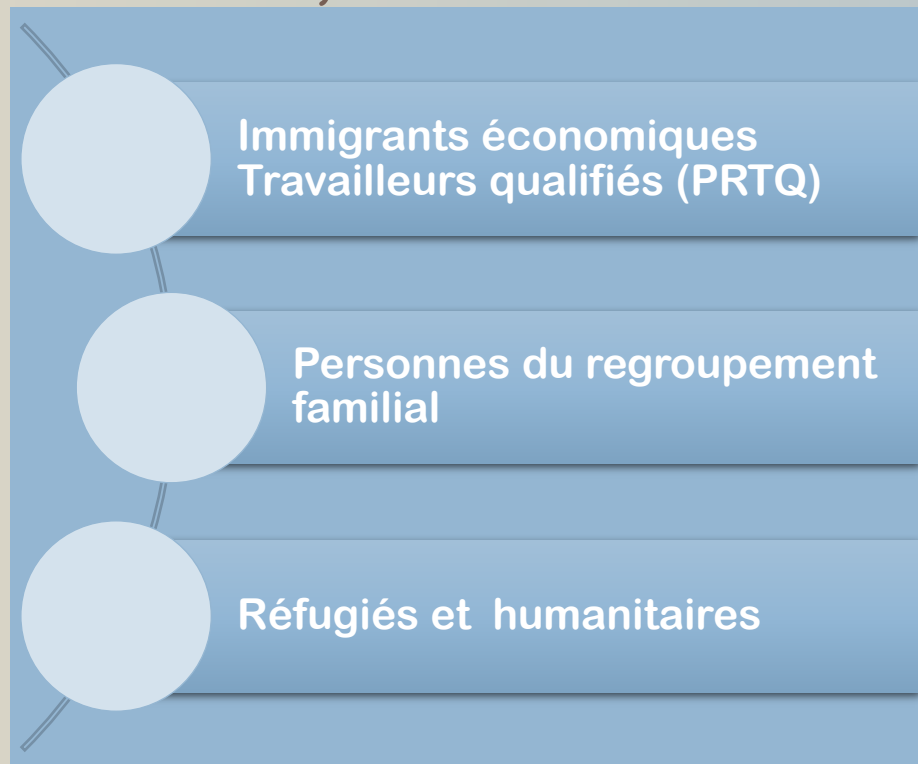 Immigrants économiques
Travailleurs qualifiés (PRTQ)
Personnes du regroupement
familial
Réfugiés et  humanitaires